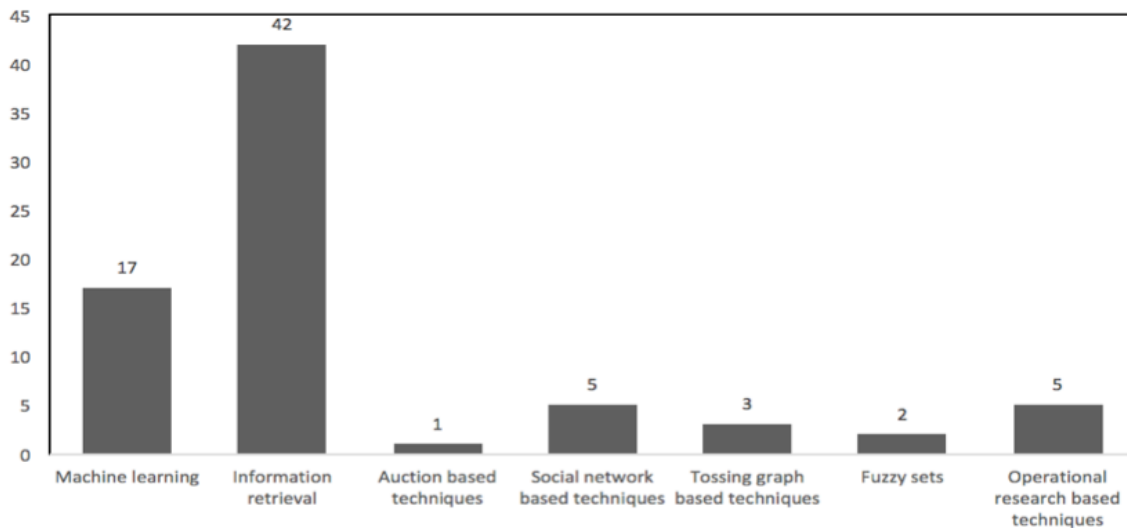 45
40
35
30
25
20
15
10
5
0
17
42
1
5
3
2
5
Machine learning
Information
retrieval
Auction based
techniques
Social network
based techniques
Tossing graph
based techniques
Fuzzy sets
Operational
research based
techniques